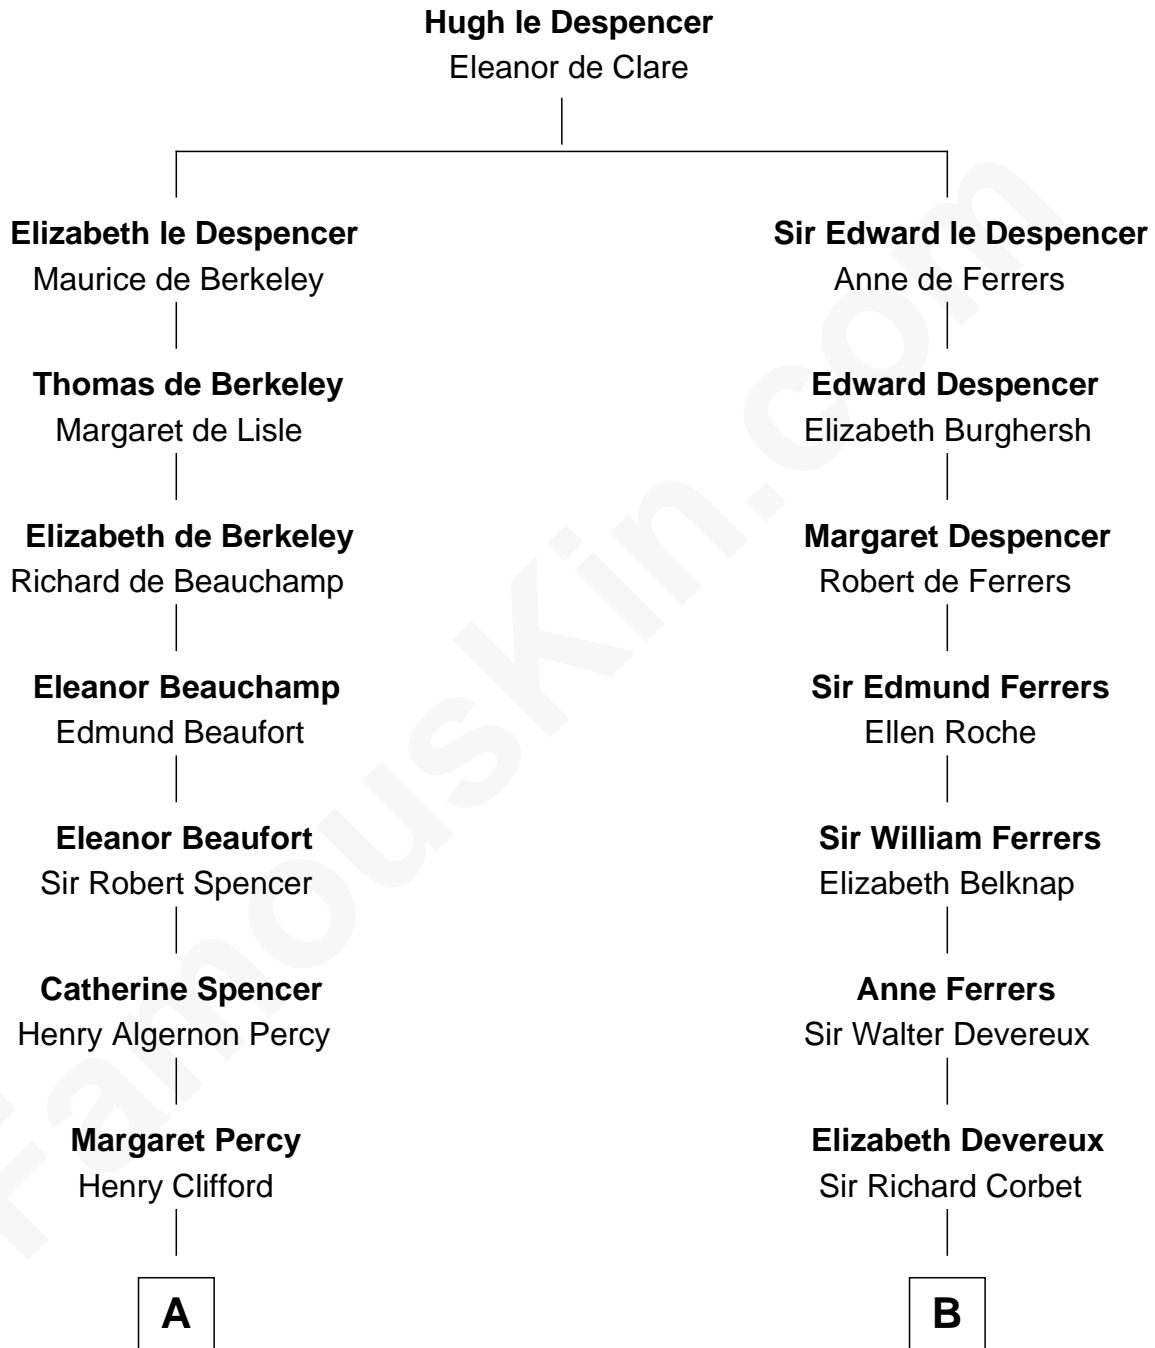 Hugh le Despencer
Eleanor de Clare
Elizabeth le Despencer
Maurice de Berkeley
Sir Edward le Despencer
Anne de Ferrers
Thomas de Berkeley
Margaret de Lisle
Edward Despencer
Elizabeth Burghersh
Elizabeth de Berkeley
Richard de Beauchamp
Margaret Despencer
Robert de Ferrers
Eleanor Beauchamp
Edmund Beaufort
Sir Edmund Ferrers
Ellen Roche
Eleanor Beaufort
Sir Robert Spencer
Sir William Ferrers
Elizabeth Belknap
Catherine Spencer
Henry Algernon Percy
Anne Ferrers
Sir Walter Devereux
Margaret Percy
Henry Clifford
Elizabeth Devereux
Sir Richard Corbet
A
B
FamousKin.com